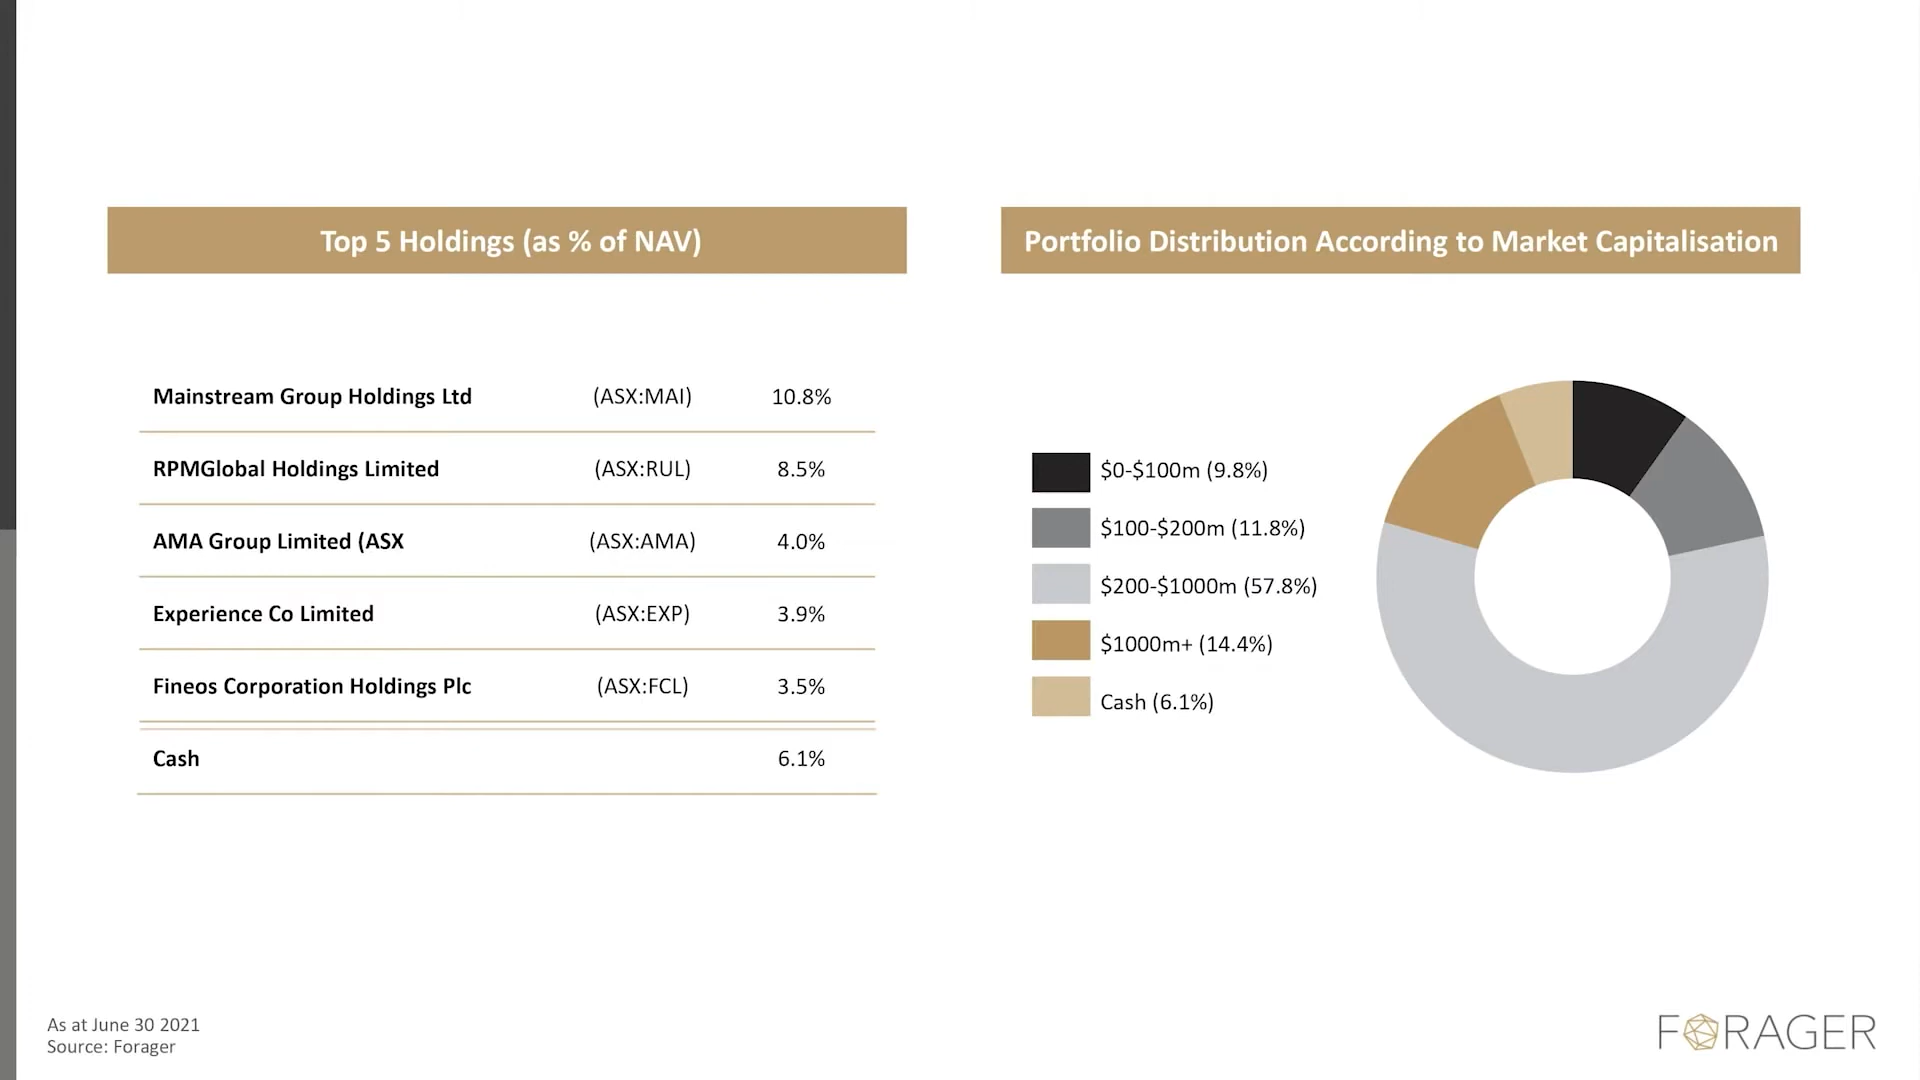 Top 5 Holdings (as % of NAV)
Mainstream Group Holdings Ltd (ASX:MAI) 10.8%
RPMGlobal Holdings Limited (ASX:RUL) 8.5%
AMA Group Limited (ASX (ASX:AMA) 4.0%
Experience Co Limited (ASX:EXP) 3.9%
Fineos Corporation Holdings Plc (ASX:FCL) 3.5%
Cash 6.1%
Portfolio Distribution According to Market Capitalisation
$0-$100m (9.8%)
$100-$200m (11.8%)
$200-$1000m (57.8%)
$1000m+ (14.4%)
Cash (6.1%)
As at June 30 2021
Source: Forager
FORAGER